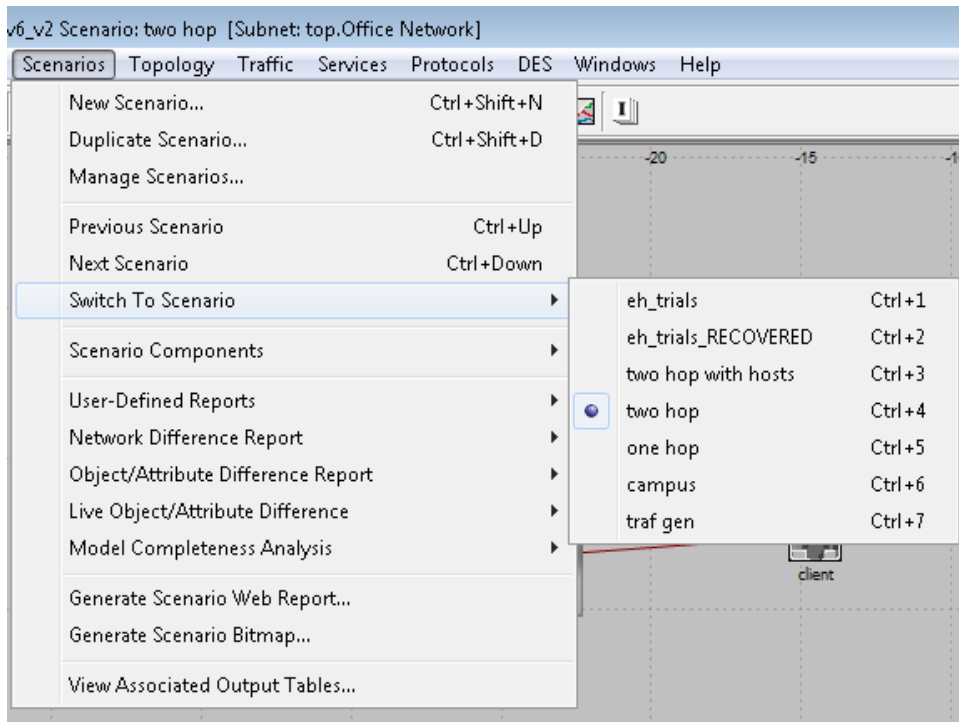 v6_v2 Scenario: two hop [Subnet: top.Office Network]
Scenarios Topology Traffic Services Protocols DES Windows Help
New Scenario... Ctrl+Shift+N
Duplicate Scenario... Ctrl+Shift+D
Manage Scenarios...
-20 -15 -1
Previous Scenario Ctrl+Up
Next Scenario Ctrl+Down
Switch To Scenario
Scenario Components
User-Defined Reports
Network Difference Report
Object/Attribute Difference Report
Live Object/Attribute Difference
Model Completeness Analysis
Generate Scenario Web Report...
Generate Scenario Bitmap...
View Associated Output Tables...
eh_trials Ctrl+1
eh_trials_RECOVERED Ctrl+2
two hop with hosts Ctrl+3
two hop Ctrl+4
one hop Ctrl+5
campus Ctrl+6
traf gen Ctrl+7
client